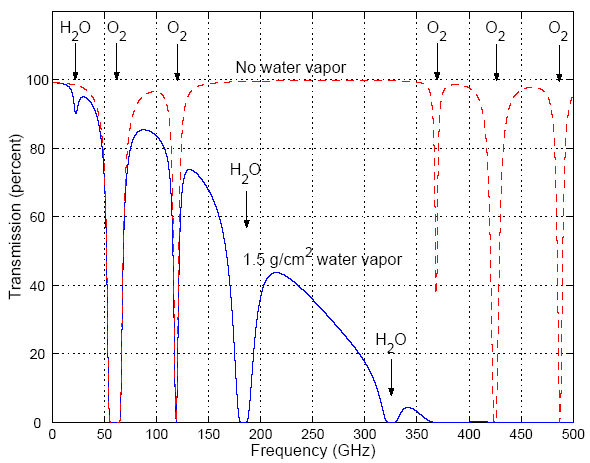 H2O O2 O2 O2 O2 O2
No water vapor
H2O
1.5 g/cm2 water vapor
H2O
100
80
60
40
20
0
Transmission (percent)
0 50 100 150 200 250 300 350 400 450 500
Frequency (GHz)